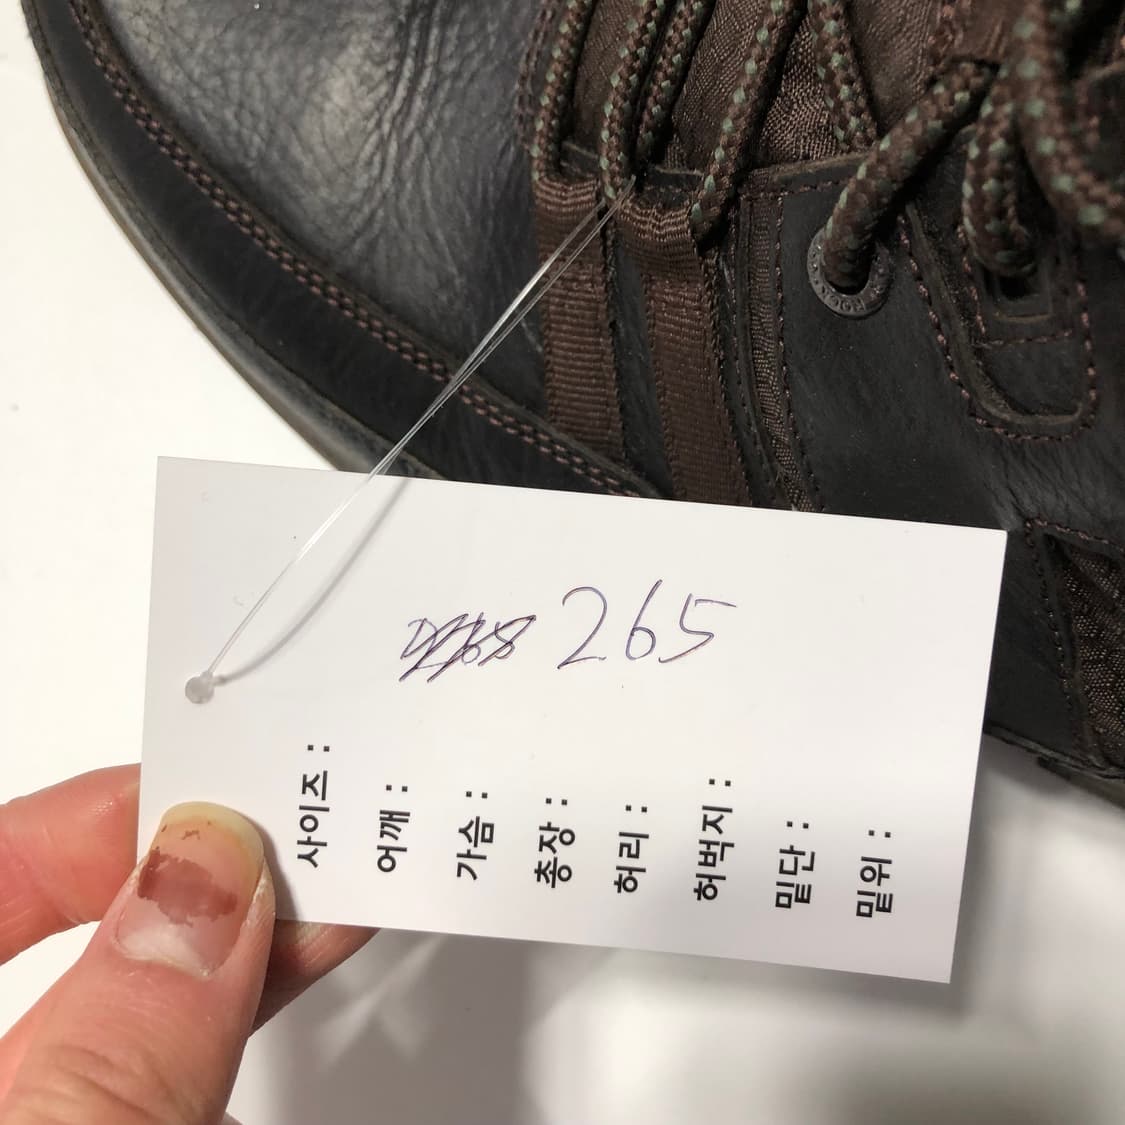 265
사이즈 :
어깨 :
가슴 :
총장 :
허리 :
허벅지 :
밑단 :
밑위 :